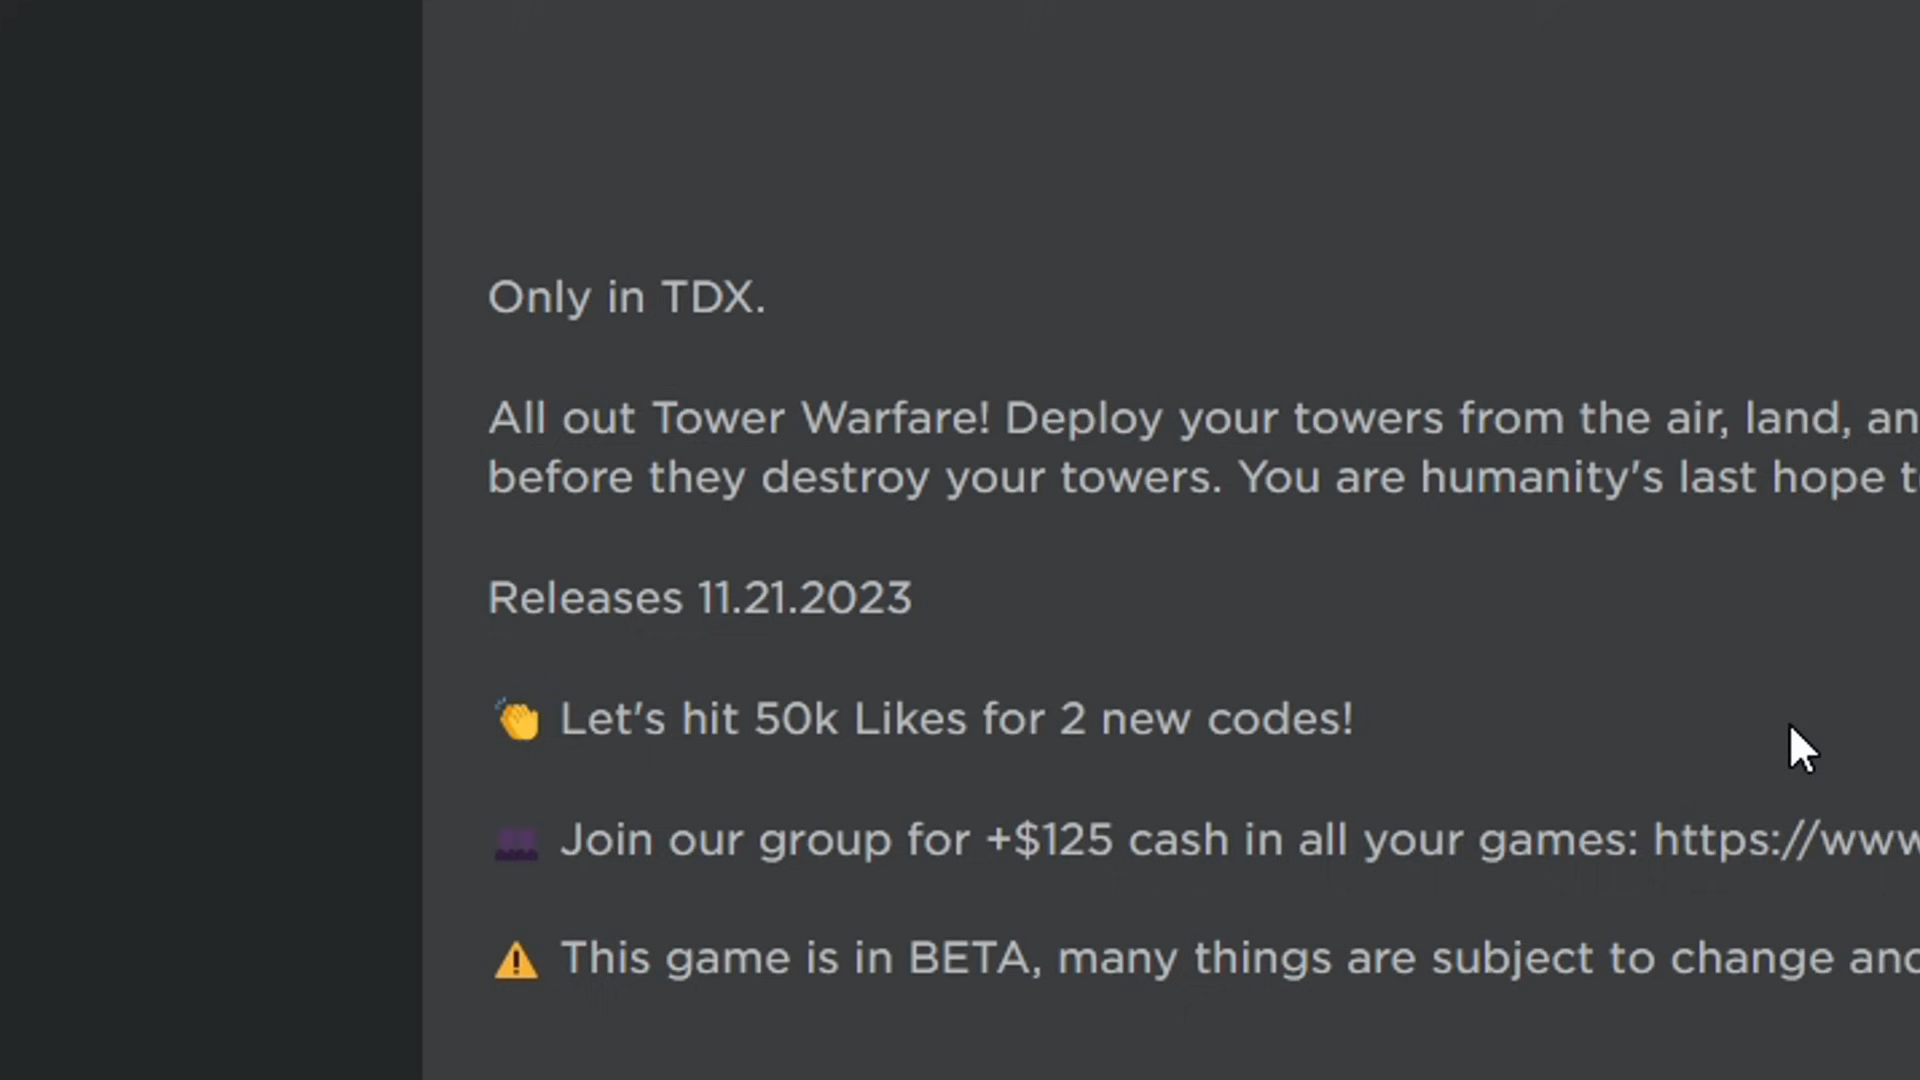 Only in TDX.
All out Tower Warfare! Deploy your towers from the air, land, an
before they destroy your towers. You are humanity's last hope t
Releases 11.21.2023
👏 Let's hit 50k Likes for 2 new codes!
👥 Join our group for +$125 cash in all your games: https://www
⚠️ This game is in BETA, many things are subject to change and